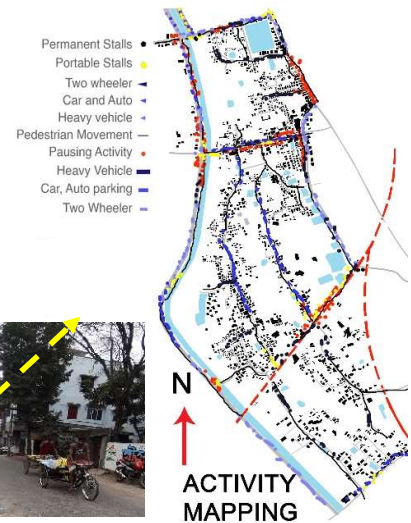 Permanent Stalls
Portable Stalls
Two wheeler
Car and Auto
Heavy vehicle
Pedestrian Movement
Pausing Activity
Heavy Vehicle
Car, Auto parking
Two Wheeler
N
ACTIVITY
MAPPING